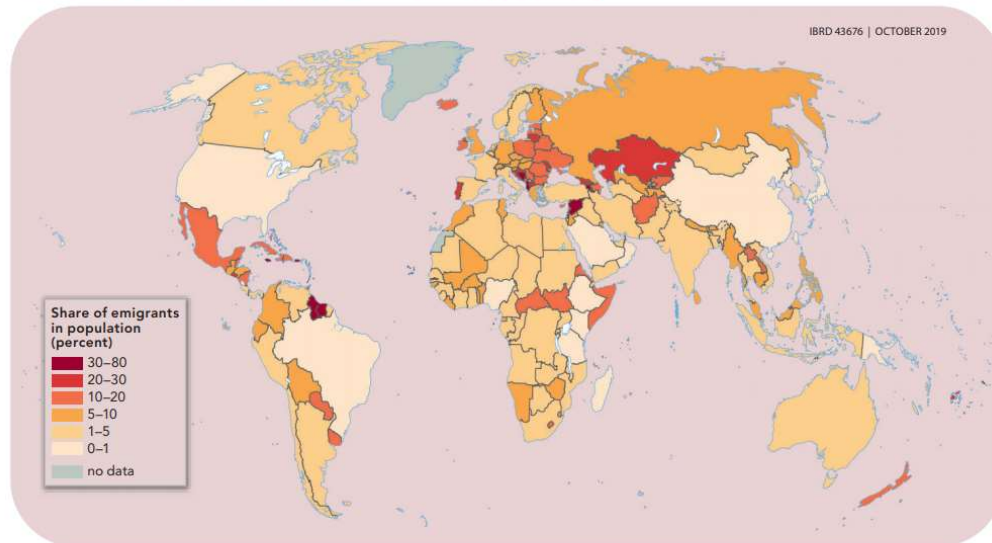 IBRD 43676 | OCTOBER 2019
Share of emigrants
in population
(percent)
30–80
20–30
10–20
5–10
1–5
0–1
no data